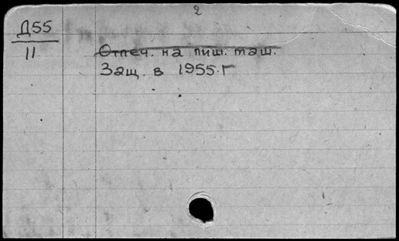 2
Д55
11
Отпеч. на пиш. маш.
Защ. в 1955.г